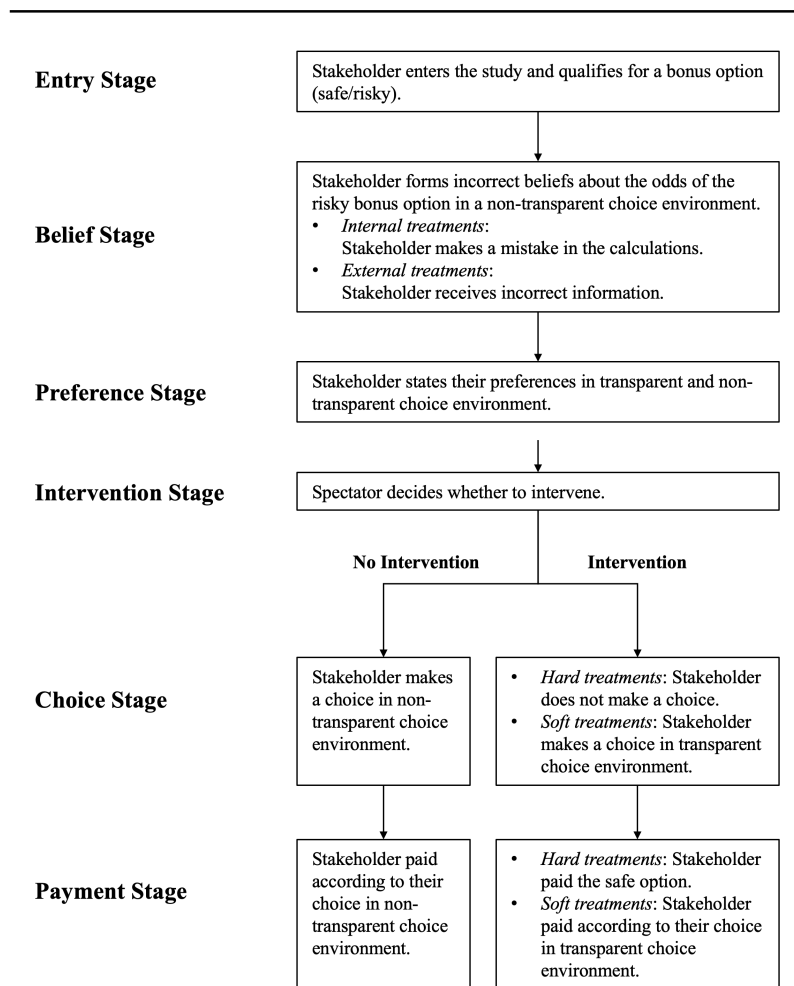 Entry Stage
Stakeholder enters the study and qualifies for a bonus option
(safe/risky).
Belief Stage
Stakeholder forms incorrect beliefs about the odds of the
risky bonus option in a non-transparent choice environment.
• Internal treatments:
Stakeholder makes a mistake in the calculations.
• External treatments:
Stakeholder receives incorrect information.
Preference Stage
Stakeholder states their preferences in transparent and non-
transparent choice environment.
Intervention Stage
Spectator decides whether to intervene.
No Intervention
Intervention
Choice Stage
Stakeholder makes
a choice in non-
transparent choice
environment.
• Hard treatments: Stakeholder
does not make a choice.
• Soft treatments: Stakeholder
makes a choice in transparent
choice environment.
Payment Stage
Stakeholder paid
according to their
choice in non-
transparent choice
environment.
• Hard treatments: Stakeholder
paid the safe option.
• Soft treatments: Stakeholder
paid according to their choice
in transparent choice
environment.